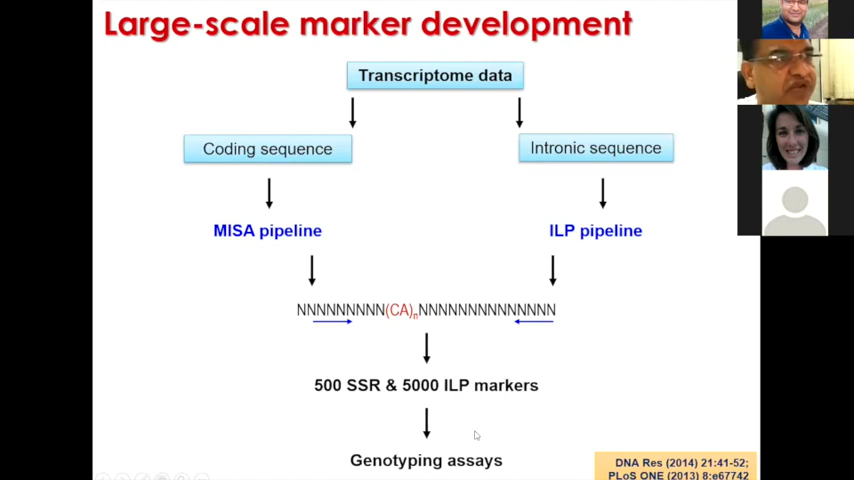 Large-scale marker development
Transcriptome data
Coding sequence
Intronic sequence
MISA pipeline
ILP pipeline
NNNNNNNNN(CA)nNNNNNNNNNNNNNN
500 SSR & 5000 ILP markers
Genotyping assays
DNA Res (2014) 21:41-52;
PLoS ONE (2013) 8:e67742